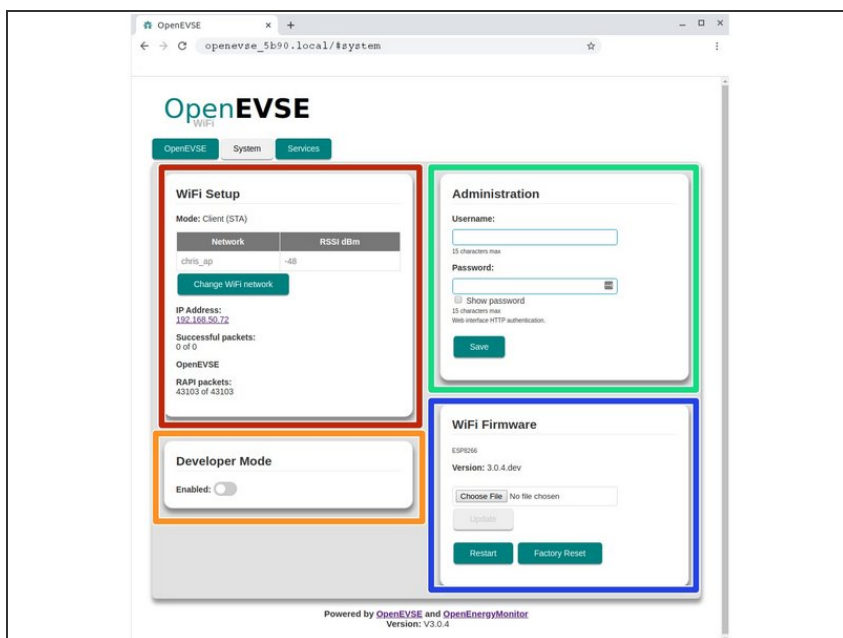 OpenEVSE
openevse_5b90.local/#system
OpenEVSE
WiFi
OpenEVSE System Services
WiFi Setup
Mode: Client (STA)
Network RSSI dBm
chris_ap -48
Change WiFi network
IP Address:
192.168.50.72
Successful packets:
0 of 0
OpenEVSE
RAPI packets:
43103 of 43103
Developer Mode
Enabled:
Administration
Username:
15 characters max
Password:
Show password
15 characters max
Web interface HTTP authentication.
Save
WiFi Firmware
ESP8266
Version: 3.0.4.dev
Choose File No file chosen
Update
Restart Factory Reset
Powered by OpenEVSE and OpenEnergyMonitor
Version: V3.0.4